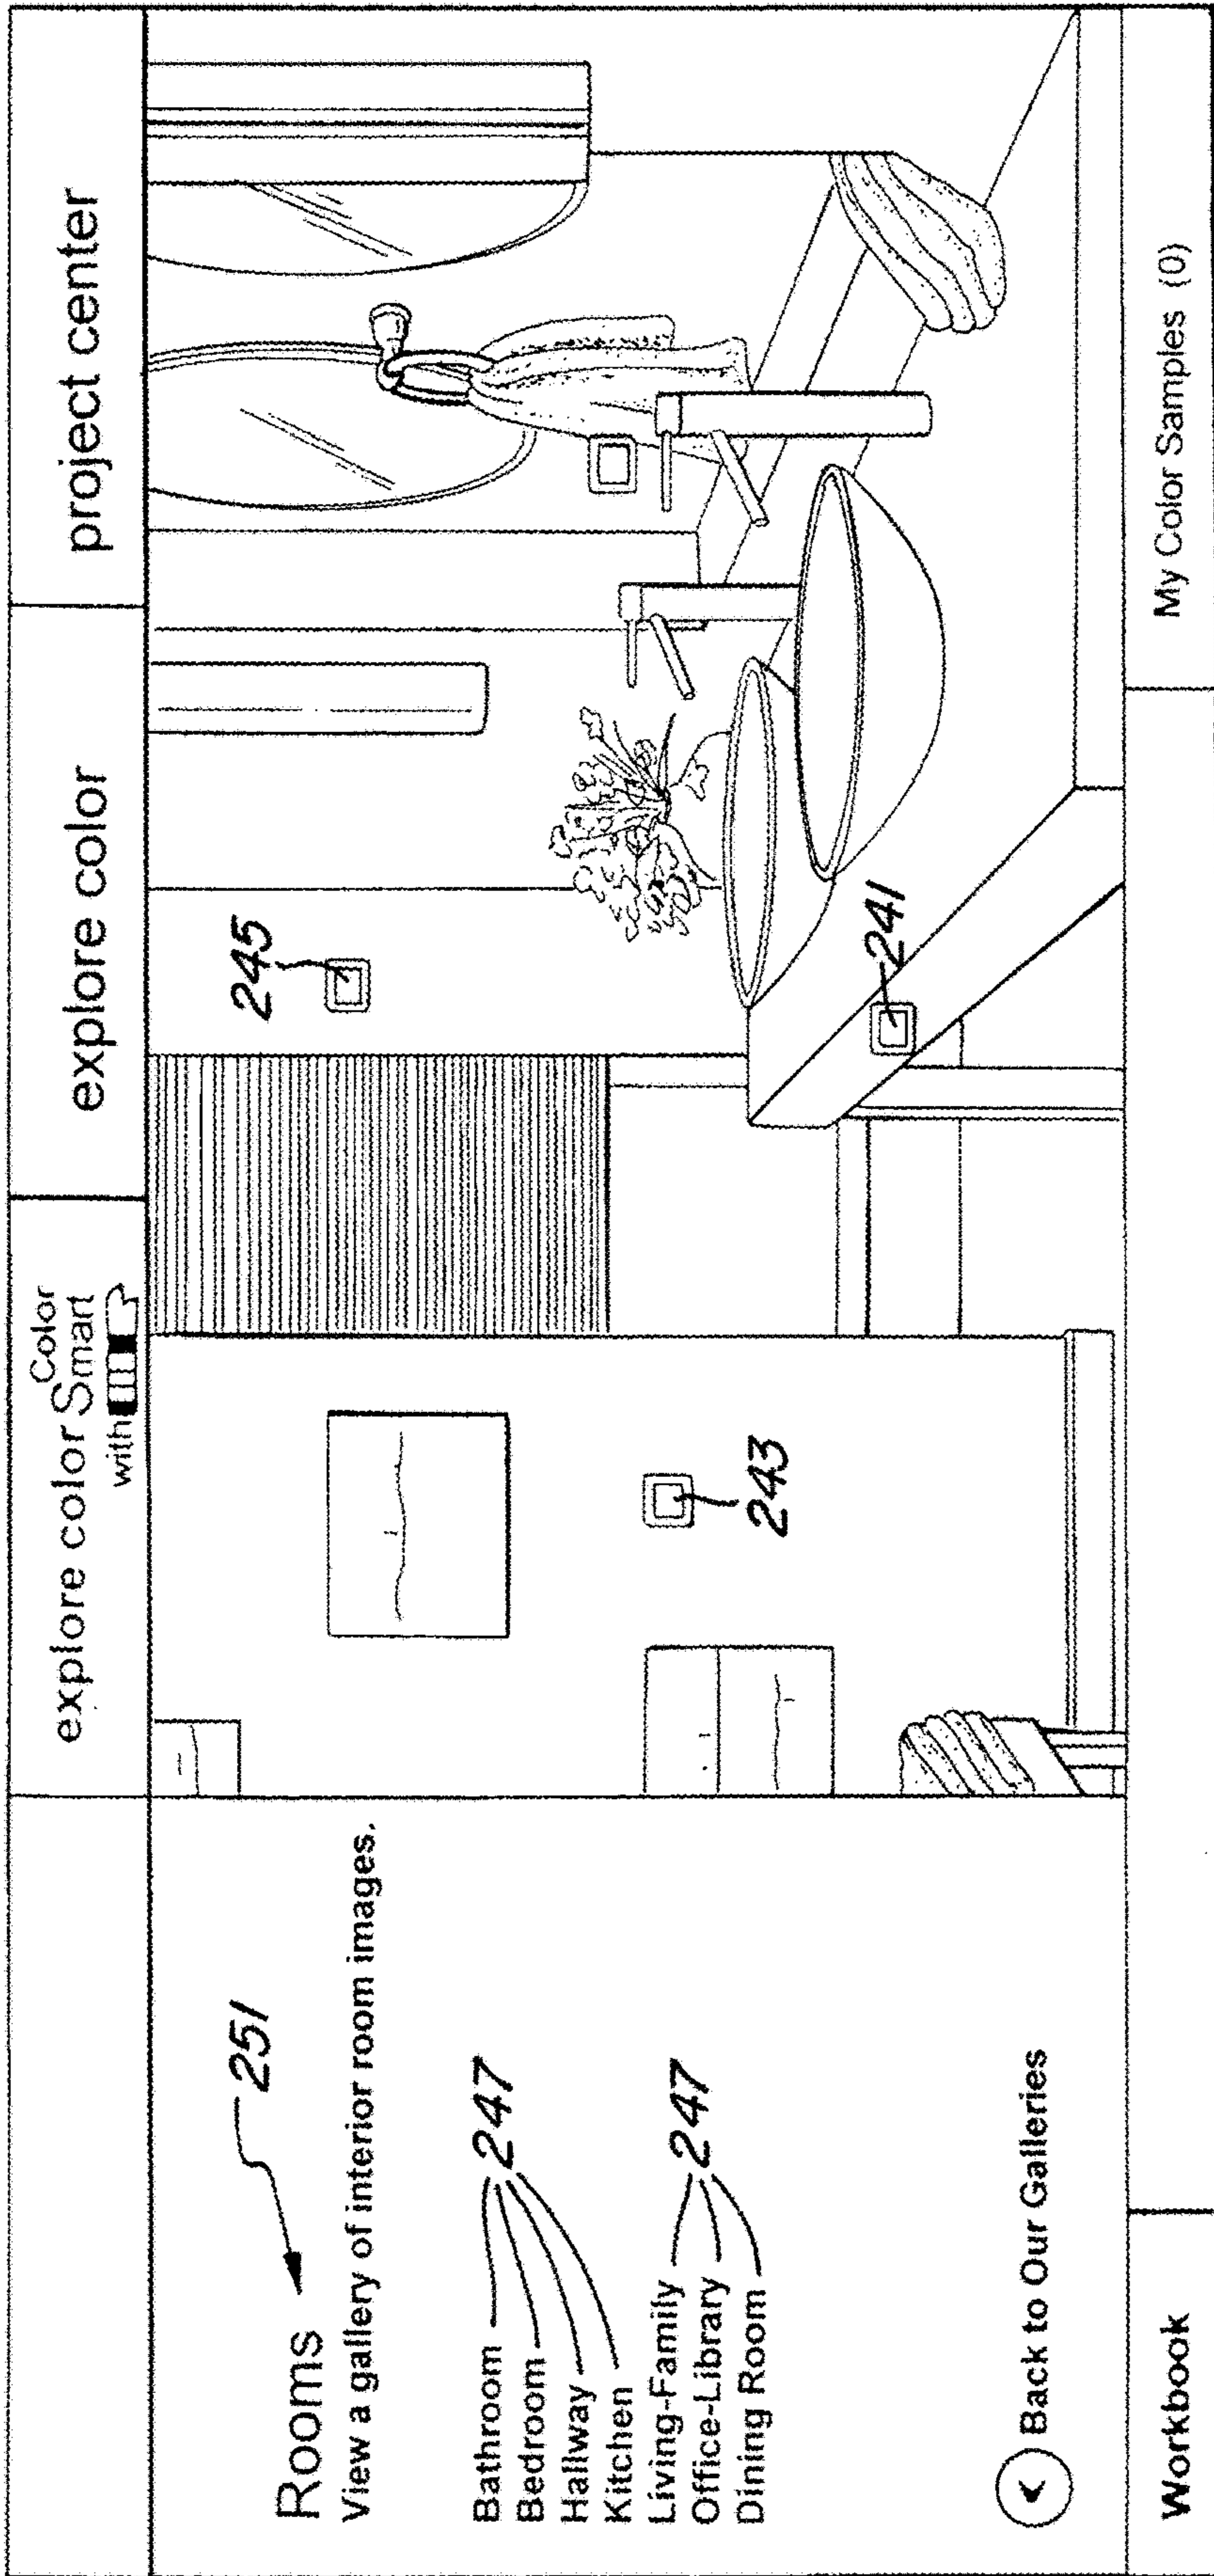 explore color Color Smart
with
explore color
project center
251
Rooms
View a gallery of interior room images.
Bathroom
Bedroom
Hallway
Kitchen
247
Living-Family
Office-Library
Dining Room
247
Back to Our Galleries
245
243
241
Workbook
My Color Samples (0)